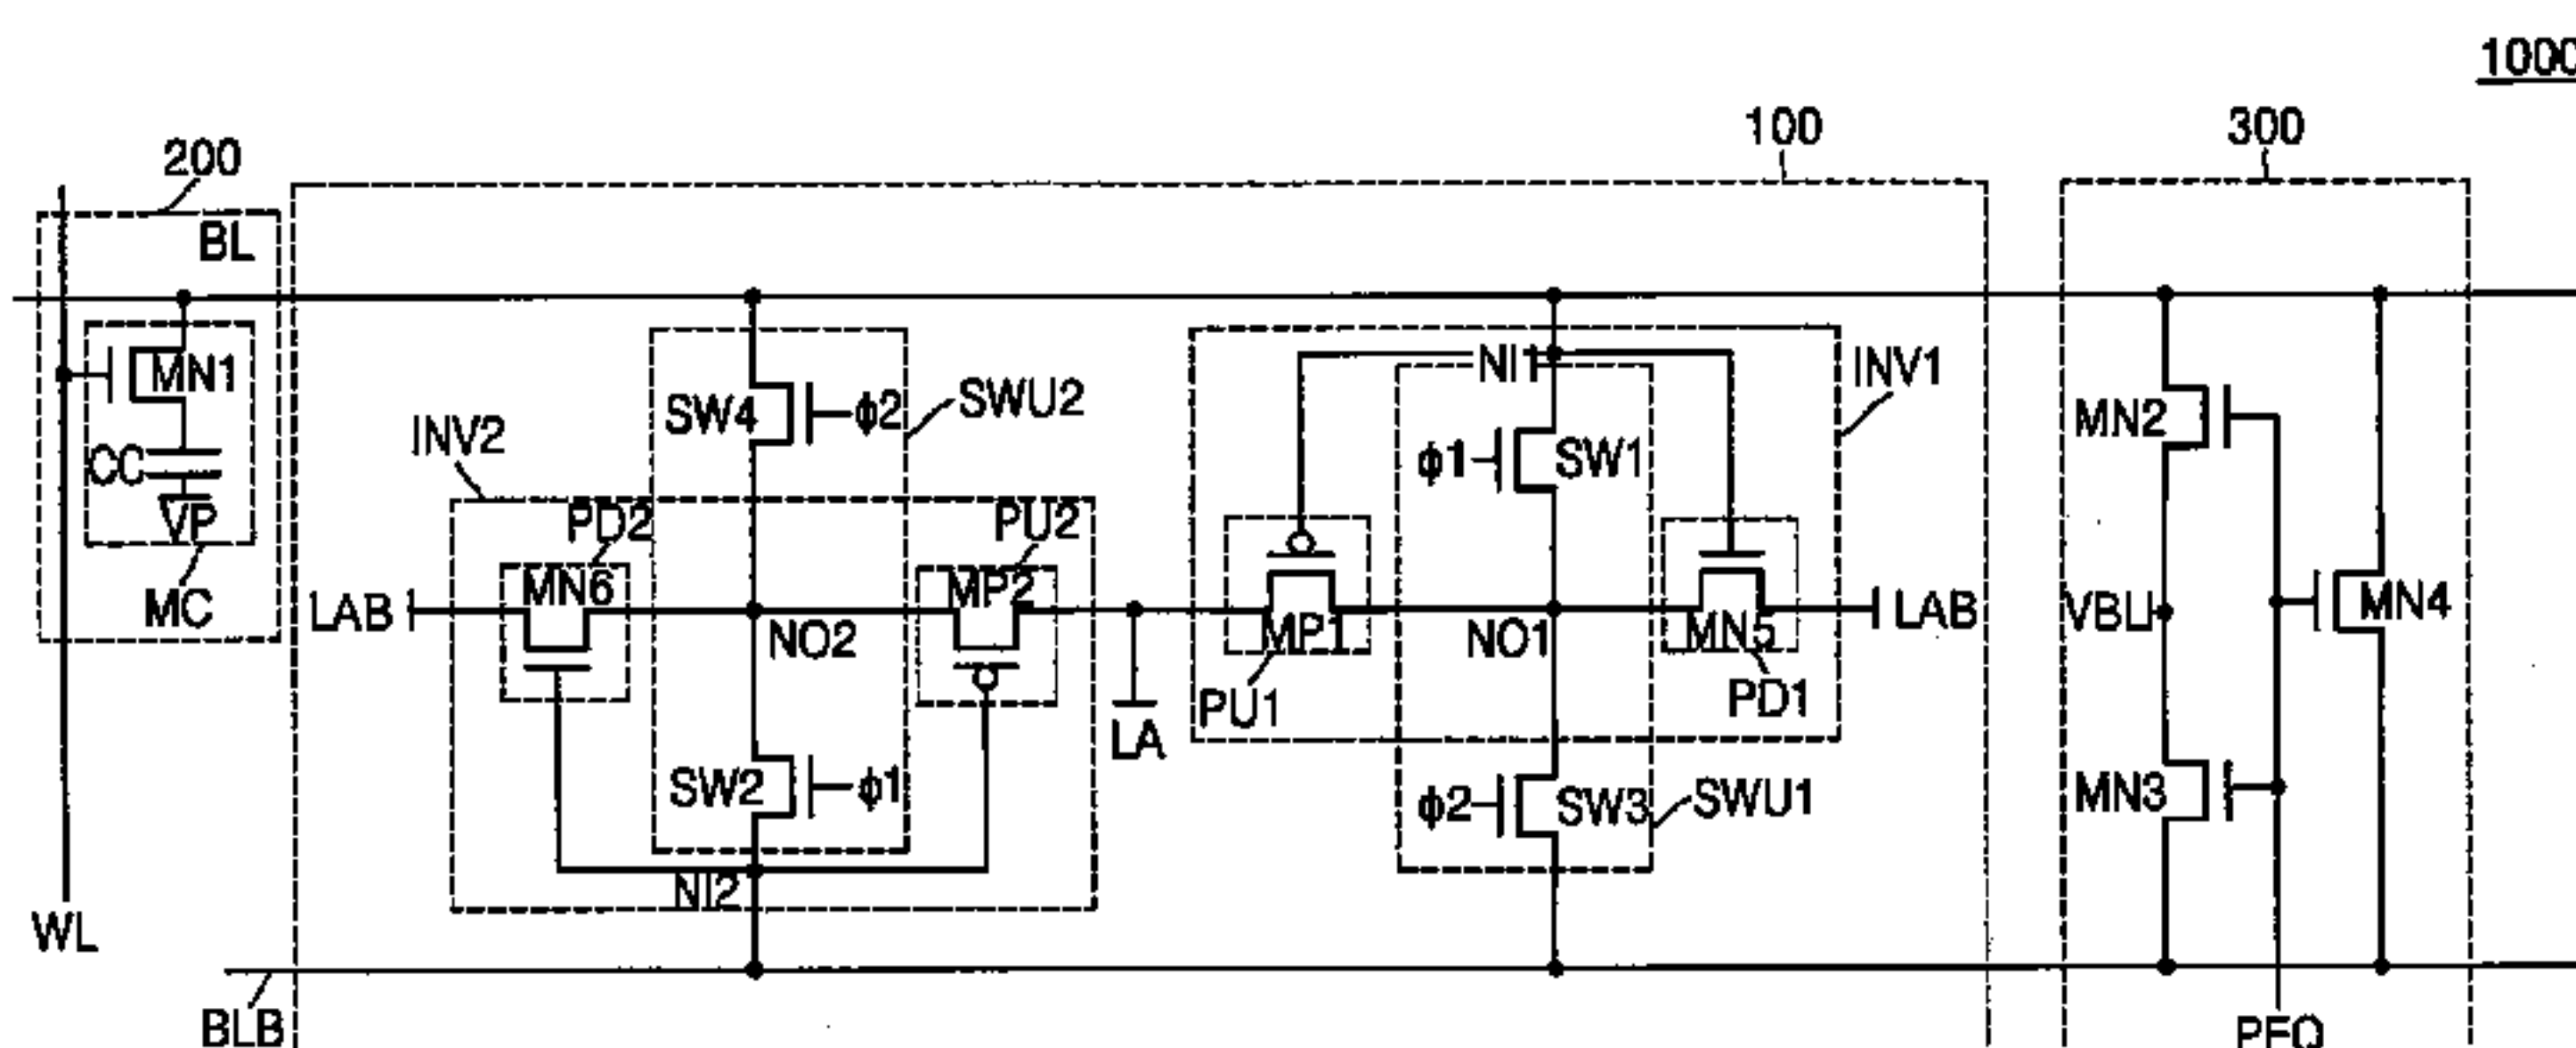 1000
100
300
200
BL
NI1
INV1
MN1
SW4
φ2
SWU2
MN2
INV2
φ1
SW1
CC
VP
PD2
PU2
MN6
MP2
MC
LAB
NO2
MP1
NO1
MN5
LAB
VBL
MN4
PU1
PD1
LA
SW2
φ1
φ2
SW3
SWU1
MN3
NI2
WL
BLB